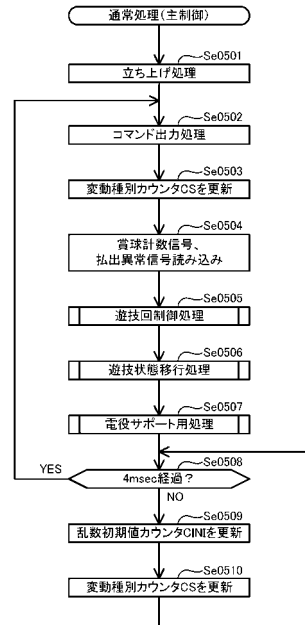 通常処理(主制御)
Se0501
立ち上げ処理
Se0502
コマンド出力処理
Se0503
変動種別カウンタCSを更新
Se0504
賞球計数信号、
払出異常信号読み込み
Se0505
遊技回制御処理
Se0506
遊技状態移行処理
Se0507
電役サポート用処理
Se0508
YES
4msec経過?
NO
Se0509
乱数初期値カウンタCINIを更新
Se0510
変動種別カウンタCSを更新